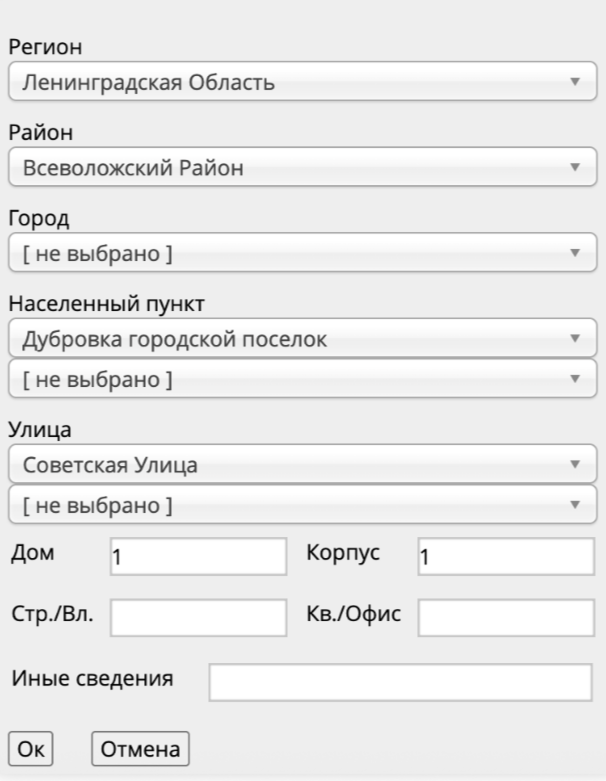 Регион
Ленинградская Область
Район
Всеволожский Район
Город
[ не выбрано ]
Населенный пункт
Дубровка городской поселок
[ не выбрано ]
Улица
Советская Улица
[ не выбрано ]
Дом 1 Корпус 1
Стр./Вл. Кв./Офис
Иные сведения
Ок Отмена